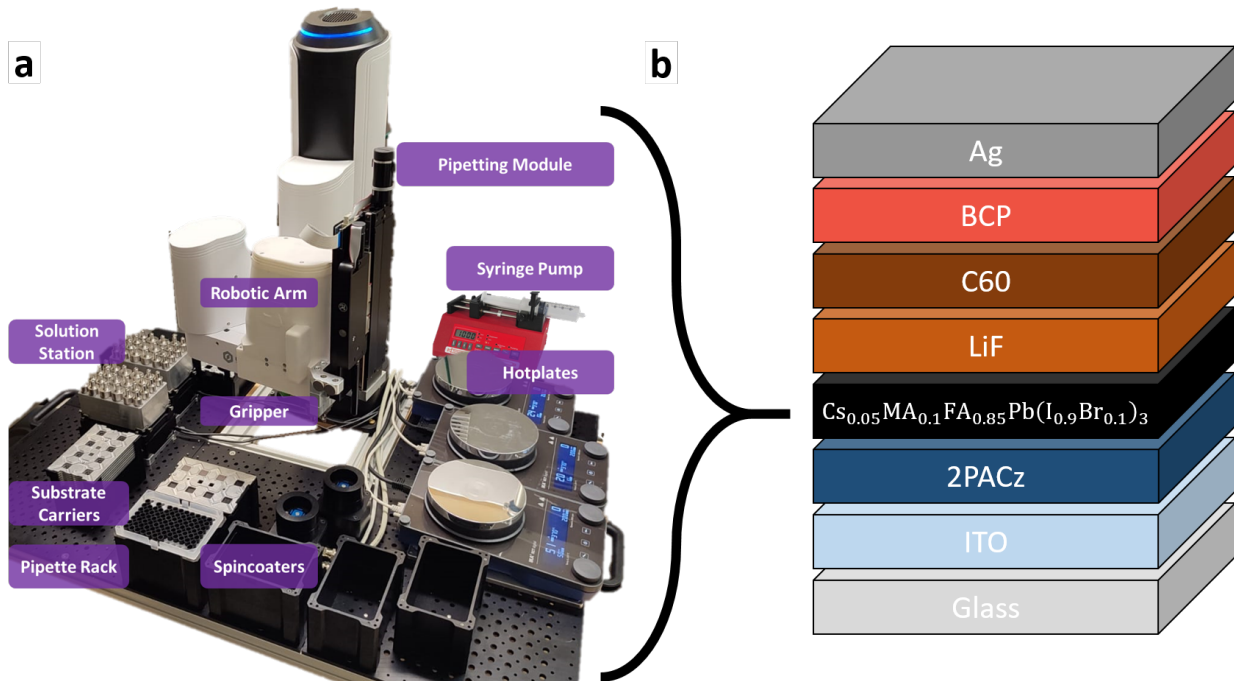 a
b
Pipetting Module
Syringe Pump
Robotic Arm
Solution
Station
Hotplates
Gripper
Substrate
Carriers
Pipette Rack
Spincoaters
Ag
BCP
C60
LiF
Cs₀.₀₅MA₀.₁FA₀.₈₅Pb(I₀.₉Br₀.₁)₃
2PACz
ITO
Glass